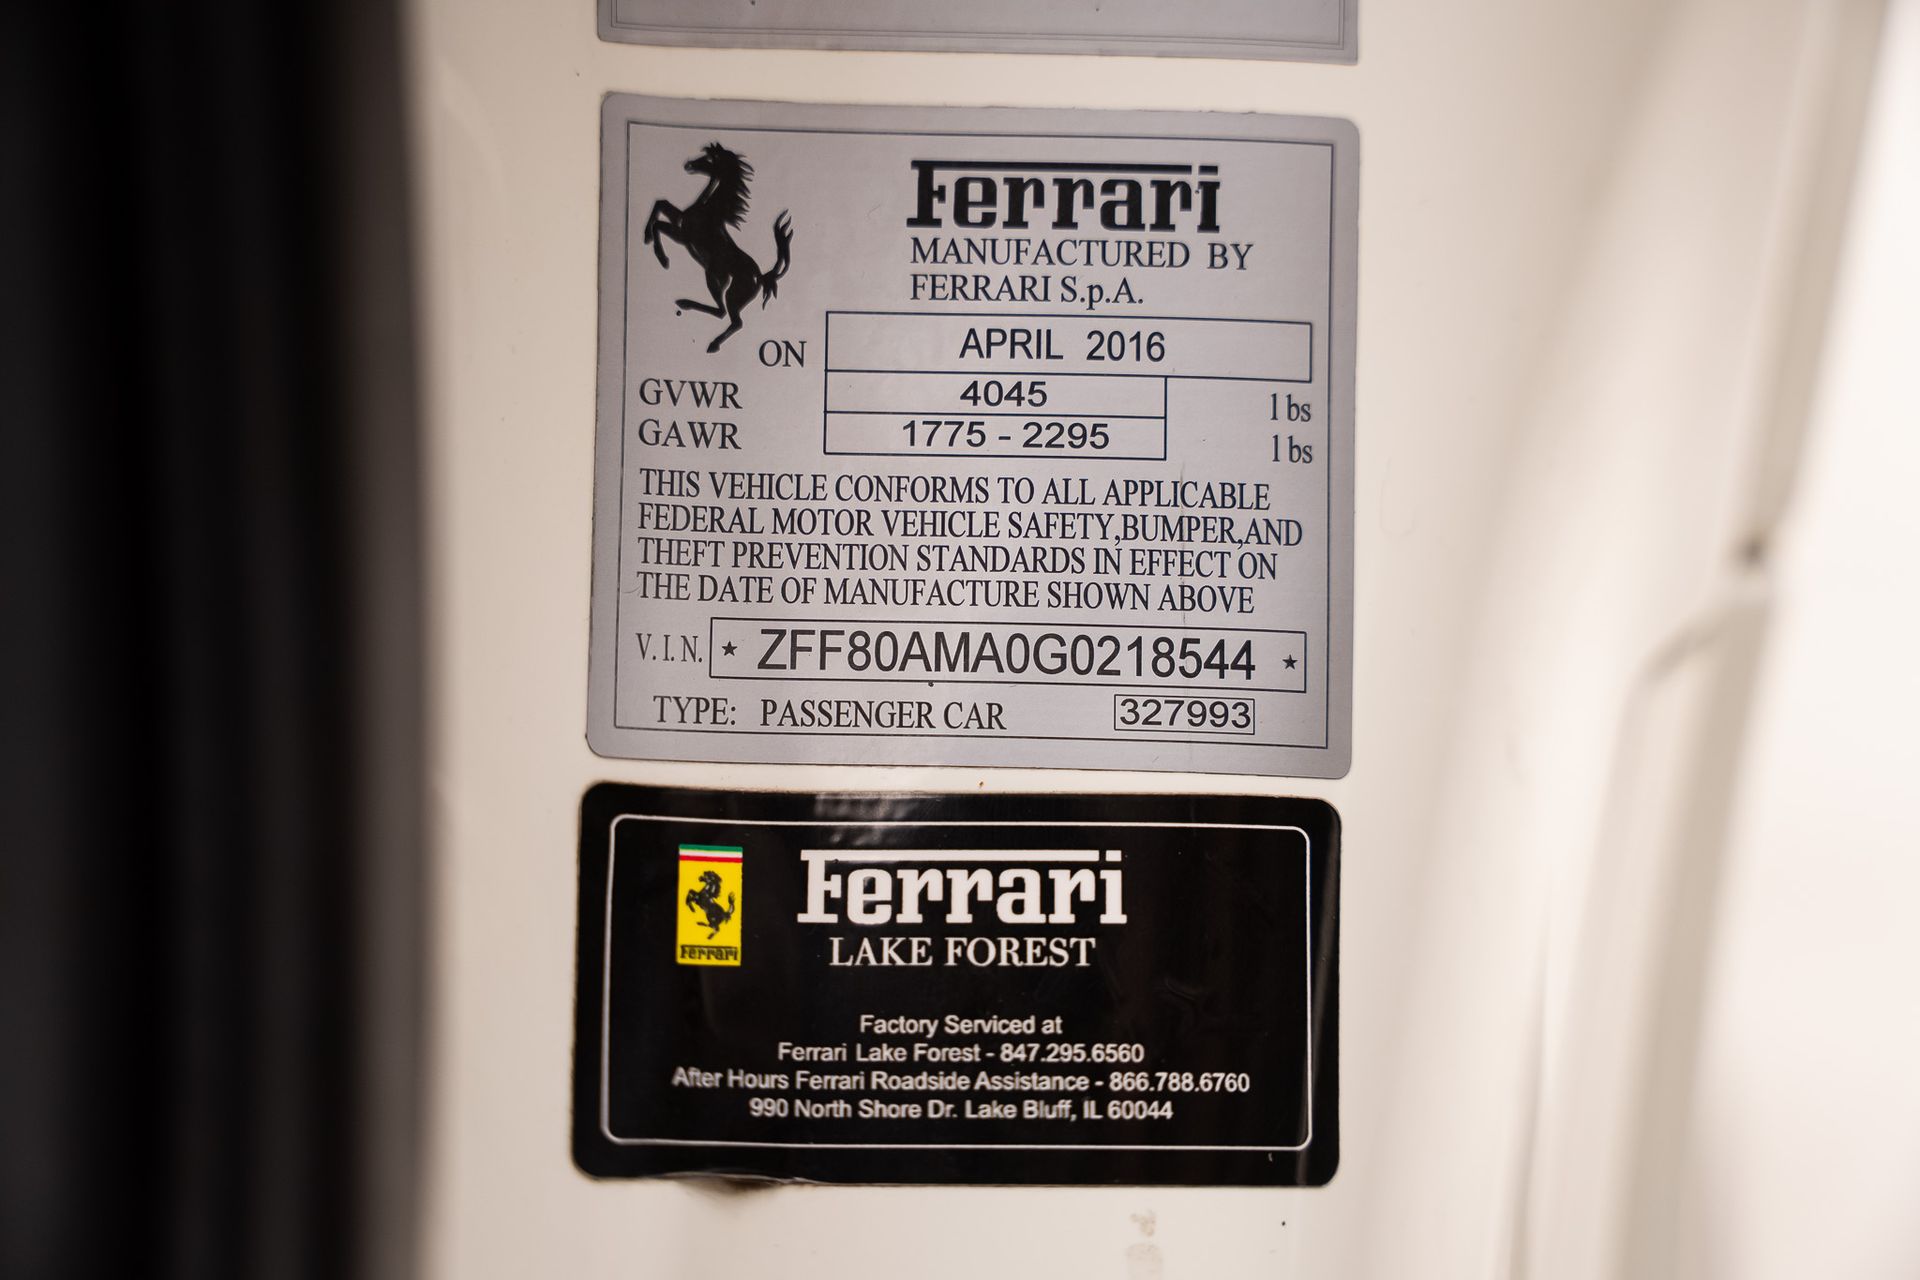 Ferrari
MANUFACTURED BY
FERRARI S.p.A.
ON APRIL 2016
GVWR 4045 lbs
GAWR 1775 - 2295 lbs
THIS VEHICLE CONFORMS TO ALL APPLICABLE
FEDERAL MOTOR VEHICLE SAFETY,BUMPER,AND
THEFT PREVENTION STANDARDS IN EFFECT ON
THE DATE OF MANUFACTURE SHOWN ABOVE
V.I.N. ★ ZFF80AMA0G0218544 ★
TYPE: PASSENGER CAR 327993
Ferrari
Ferrari
LAKE FOREST
Factory Serviced at
Ferrari Lake Forest - 847.295.6560
After Hours Ferrari Roadside Assistance - 866.788.6760
990 North Shore Dr. Lake Bluff, IL 60044